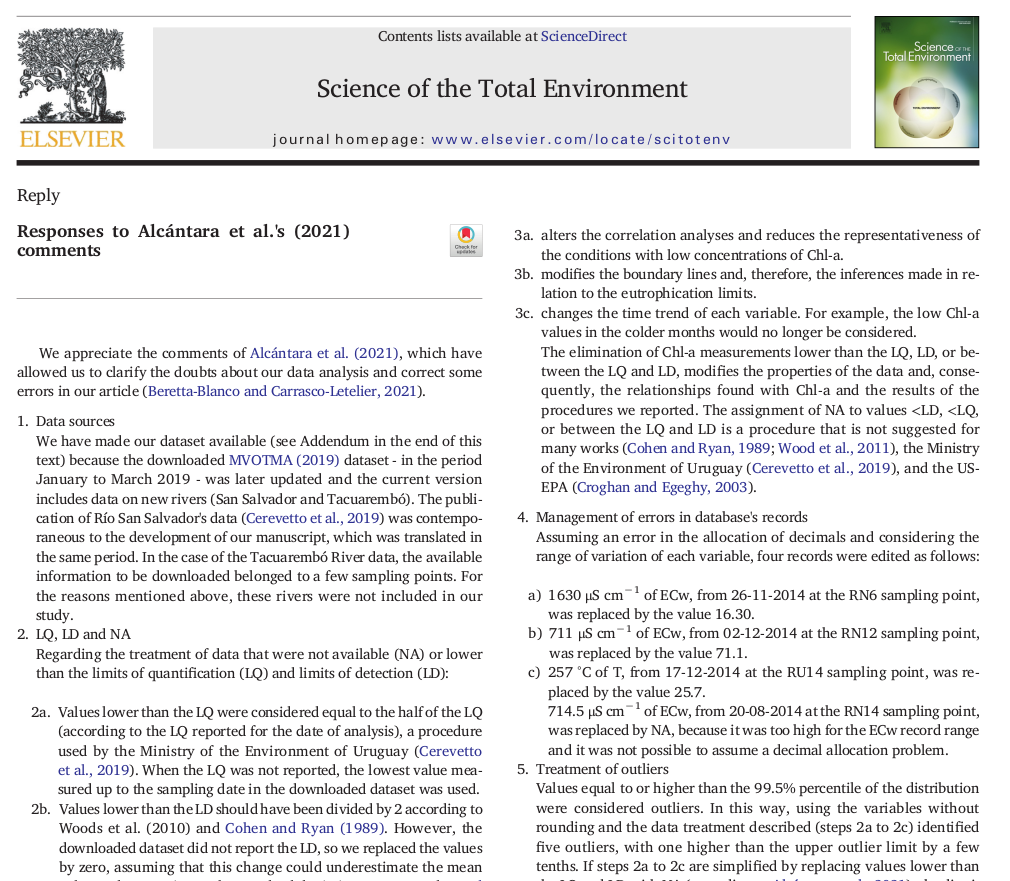 Contents lists available at ScienceDirect
Science of the Total Environment
journal homepage: www.elsevier.com/locate/scitotenv
ELSEVIER
Science OF THE
Total Environment
TOTAL ENVIRONMENT
Reply
Responses to Alcántara et al.'s (2021)
comments
Check for
updates
We appreciate the comments of Alcántara et al. (2021), which have
allowed us to clarify the doubts about our data analysis and correct some
errors in our article (Beretta-Blanco and Carrasco-Letelier, 2021).
1. Data sources
We have made our dataset available (see Addendum in the end of this
text) because the downloaded MVOTMA (2019) dataset - in the period
January to March 2019 - was later updated and the current version
includes data on new rivers (San Salvador and Tacuarembó). The publi-
cation of Río San Salvador's data (Cerevetto et al., 2019) was contempo-
raneous to the development of our manuscript, which was translated in
the same period. In the case of the Tacuarembó River data, the available
information to be downloaded belonged to a few sampling points. For
the reasons mentioned above, these rivers were not included in our
study.
2. LQ, LD and NA
Regarding the treatment of data that were not available (NA) or lower
than the limits of quantification (LQ) and limits of detection (LD):
2a. Values lower than the LQ were considered equal to the half of the LQ
(according to the LQ reported for the date of analysis), a procedure
used by the Ministry of the Environment of Uruguay (Cerevetto
et al., 2019). When the LQ was not reported, the lowest value mea-
sured up to the sampling date in the downloaded dataset was used.
2b. Values lower than the LD should have been divided by 2 according to
Woods et al. (2010) and Cohen and Ryan (1989). However, the
downloaded dataset did not report the LD, so we replaced the values
by zero, assuming that this change could underestimate the mean
3a. alters the correlation analyses and reduces the representativeness of
the conditions with low concentrations of Chl-a.
3b. modifies the boundary lines and, therefore, the inferences made in re-
lation to the eutrophication limits.
3c. changes the time trend of each variable. For example, the low Chl-a
values in the colder months would no longer be considered.
The elimination of Chl-a measurements lower than the LQ, LD, or be-
tween the LQ and LD, modifies the properties of the data and, conse-
quently, the relationships found with Chl-a and the results of the
procedures we reported. The assignment of NA to values <LD, <LQ,
or between the LQ and LD is a procedure that is not suggested for
many works (Cohen and Ryan, 1989; Wood et al., 2011), the Ministry
of the Environment of Uruguay (Cerevetto et al., 2019), and the US-
EPA (Croghan and Egeghy, 2003).
4. Management of errors in database's records
Assuming an error in the allocation of decimals and considering the
range of variation of each variable, four records were edited as follows:
a) 1630 μS cm⁻¹ of ECw, from 26-11-2014 at the RN6 sampling point,
was replaced by the value 16.30.
b) 711 μS cm⁻¹ of ECw, from 02-12-2014 at the RN12 sampling point,
was replaced by the value 71.1.
c) 257 °C of T, from 17-12-2014 at the RU14 sampling point, was re-
placed by the value 25.7.
714.5 μS cm⁻¹ of ECw, from 20-08-2014 at the RN14 sampling point,
was replaced by NA, because it was too high for the ECw record range
and it was not possible to assume a decimal allocation problem.
5. Treatment of outliers
Values equal to or higher than the 99.5% percentile of the distribution
were considered outliers. In this way, using the variables without
rounding and the data treatment described (steps 2a to 2c) identified
five outliers, with one higher than the upper outlier limit by a few
tenths. If steps 2a to 2c are simplified by replacing values lower than